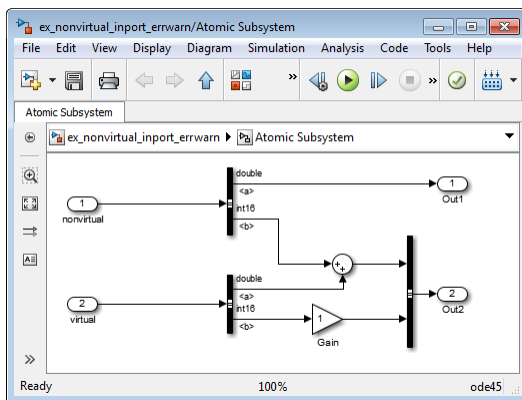 ex_nonvirtual_inport_errwarn/Atomic Subsystem
File Edit View Display Diagram Simulation Analysis Code Tools Help
» »
Atomic Subsystem
ex_nonvirtual_inport_errwarn Atomic Subsystem
1
nonvirtual
double
<a>
int16
<b>
1
Out1
+
+
2
virtual
double
<a>
int16
<b>
1
Gain
2
Out2
AE
»
Ready 100% ode45